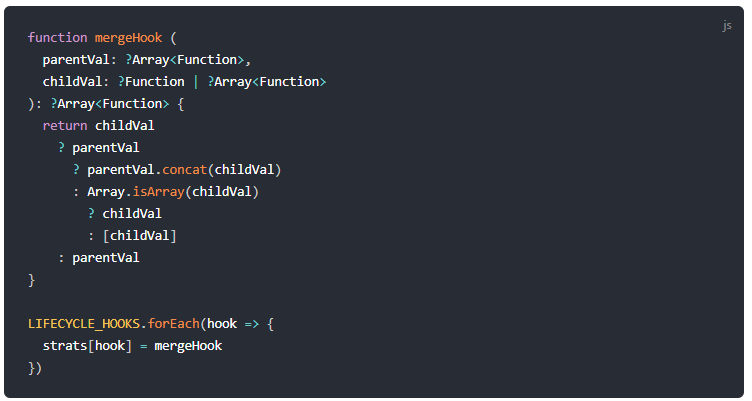 js
function mergeHook (
  parentVal: ?Array<Function>,
  childVal: ?Function | ?Array<Function>
): ?Array<Function> {
  return childVal
    ? parentVal
      ? parentVal.concat(childVal)
      : Array.isArray(childVal)
        ? childVal
        : [childVal]
    : parentVal
}

LIFECYCLE_HOOKS.forEach(hook => {
  strats[hook] = mergeHook
})